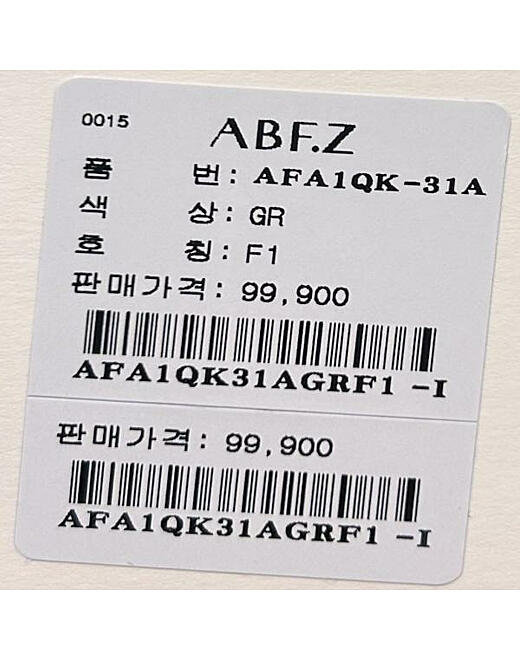 0015
ABF.Z
품 번 : AFA1QK-31A
색 상 : GR
호 칭 : F1
판매가격 : 99,900
AFA1QK31AGRF1 -I
판매가격 : 99,900
AFA1QK31AGRF1 -I